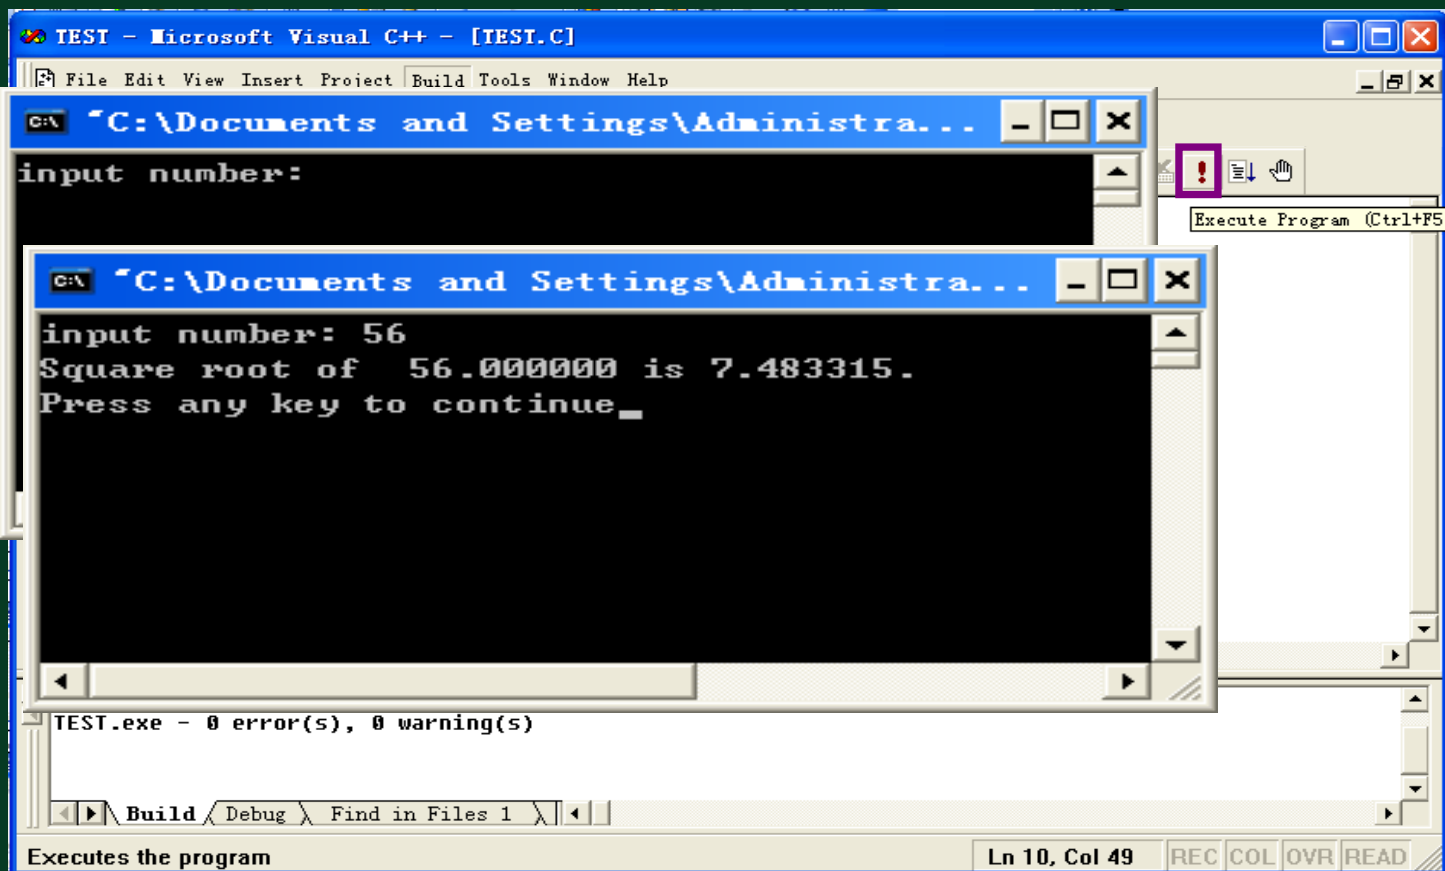 TEST - Microsoft Visual C++ - [TEST.C]
File Edit View Insert Project Build Tools Window Help
"C:\Documents and Settings\Administra...
input number:
Execute Program (Ctrl+F5
"C:\Documents and Settings\Administra...
input number: 56
Square root of  56.000000 is 7.483315.
Press any key to continue_
TEST.exe - 0 error(s), 0 warning(s)
Build Debug Find in Files 1
Executes the program
Ln 10, Col 49 REC COL OVR READ